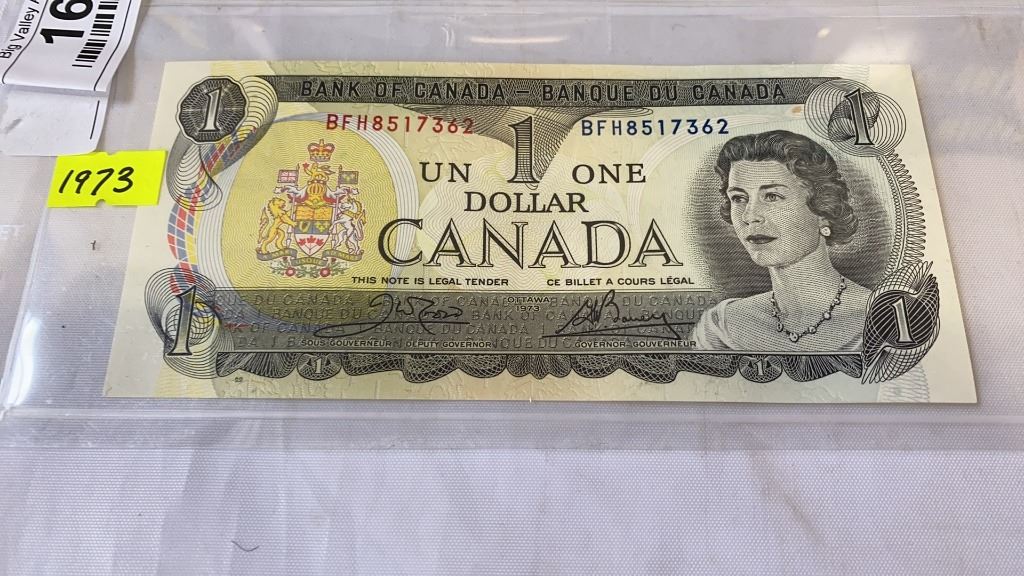 Big Valley
16
1973
1
BANK OF CANADA – BANQUE DU CANADA
1
BFH8517362
1
BFH8517362
UN
ONE
DOLLAR
CANADA
THIS NOTE IS LEGAL TENDER
CE BILLET A COURS LÉGAL
OTTAWA
1973
SOUS GOUVERNEUR DEPUTY GOVERNOR
GOVERNOR-GOUVERNEUR
1
1
1
1